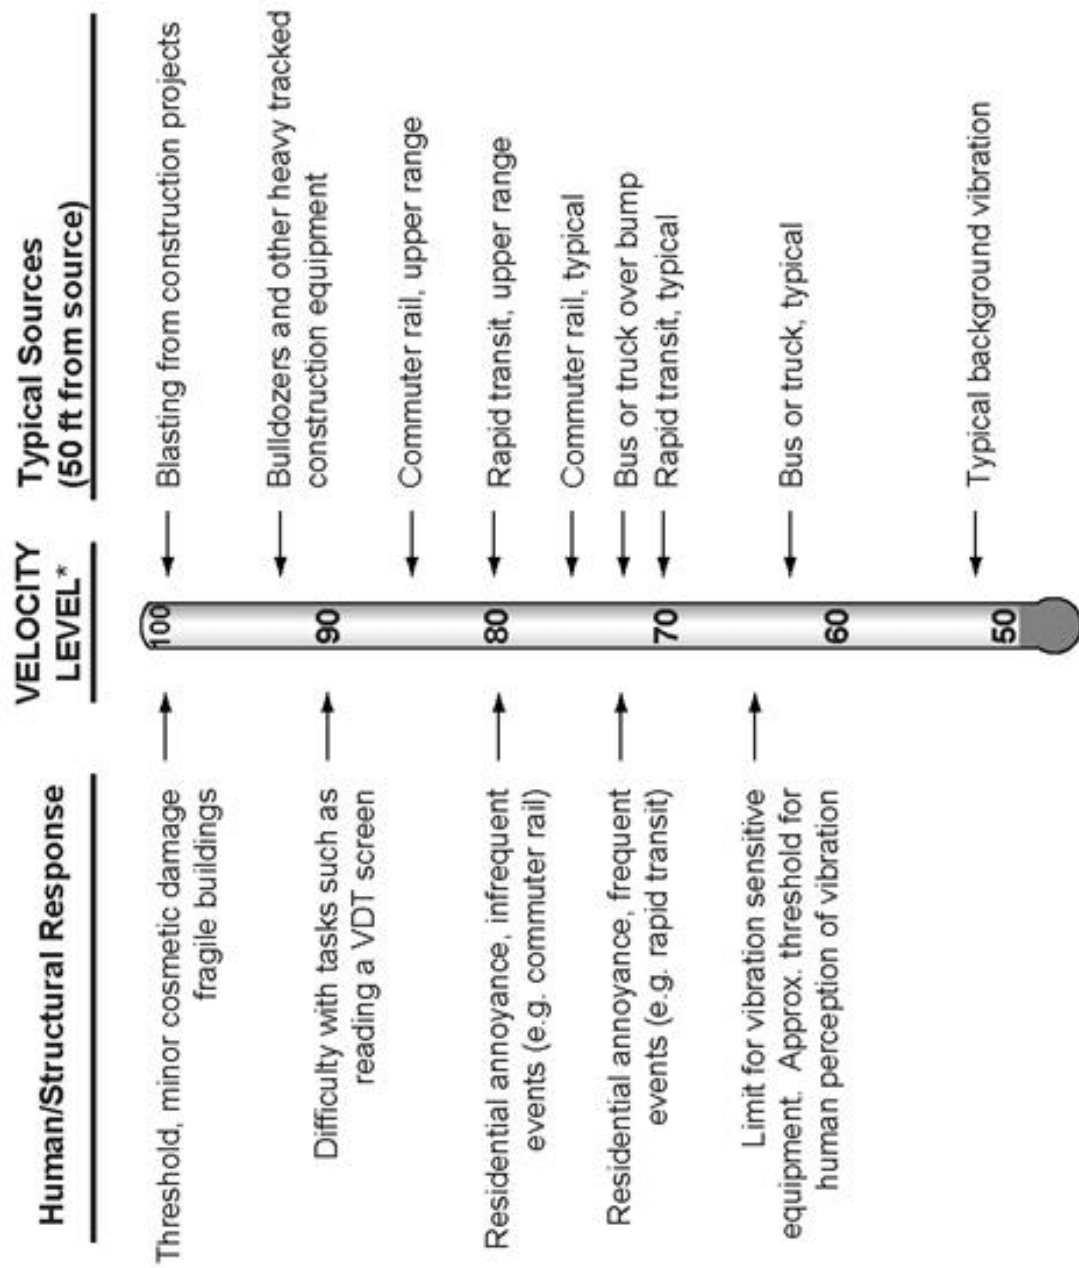 Human/Structural Response
Threshold, minor cosmetic damage
fragile buildings
Difficulty with tasks such as
reading a VDT screen
Residential annoyance, infrequent
events (e.g. commuter rail)
Residential annoyance, frequent
events (e.g. rapid transit)
Limit for vibration sensitive
equipment. Approx. threshold for
human perception of vibration
VELOCITY
LEVEL*
100
90
80
70
60
50
Typical Sources
(50 ft from source)
Blasting from construction projects
Bulldozers and other heavy tracked
construction equipment
Commuter rail, upper range
Rapid transit, upper range
Commuter rail, typical
Bus or truck over bump
Rapid transit, typical
Bus or truck, typical
Typical background vibration